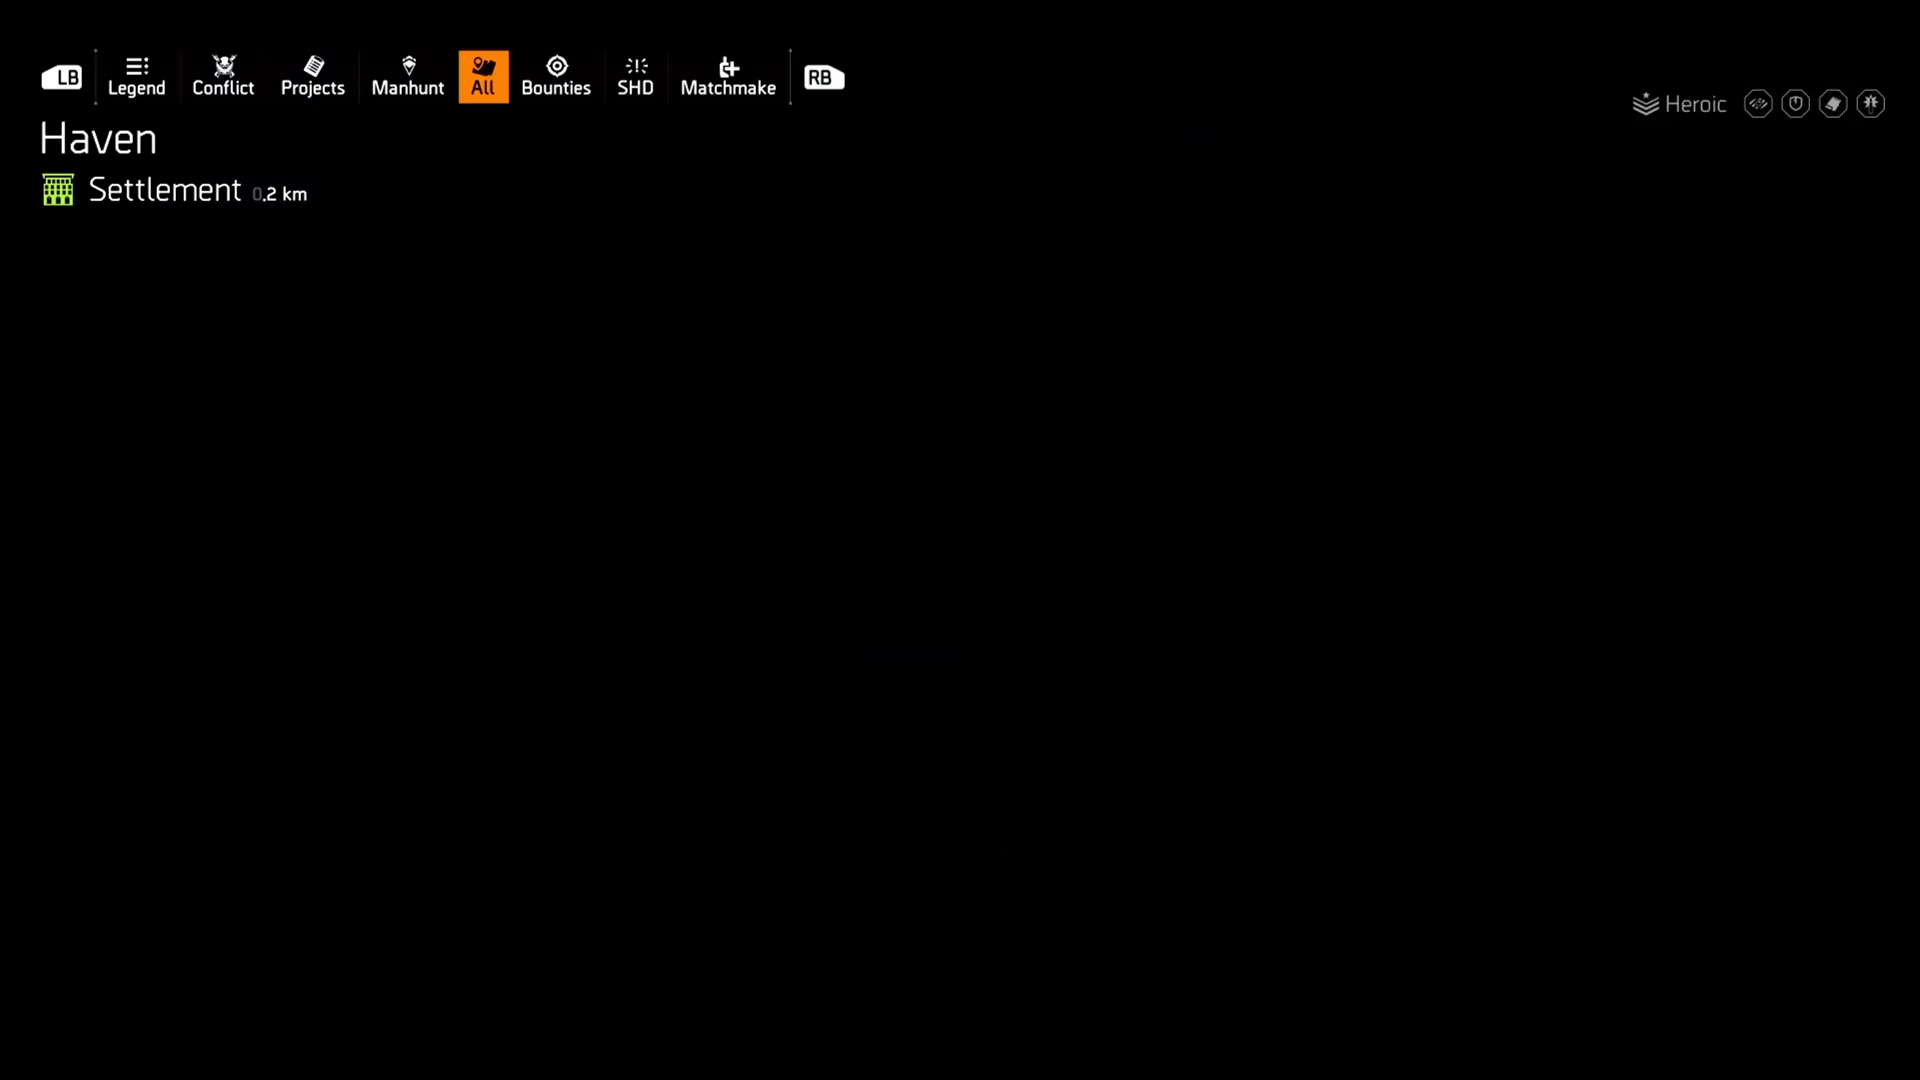 LB Legend Conflict Projects Manhunt All Bounties SHD Matchmake RB
Heroic
Haven
Settlement 0.2 km